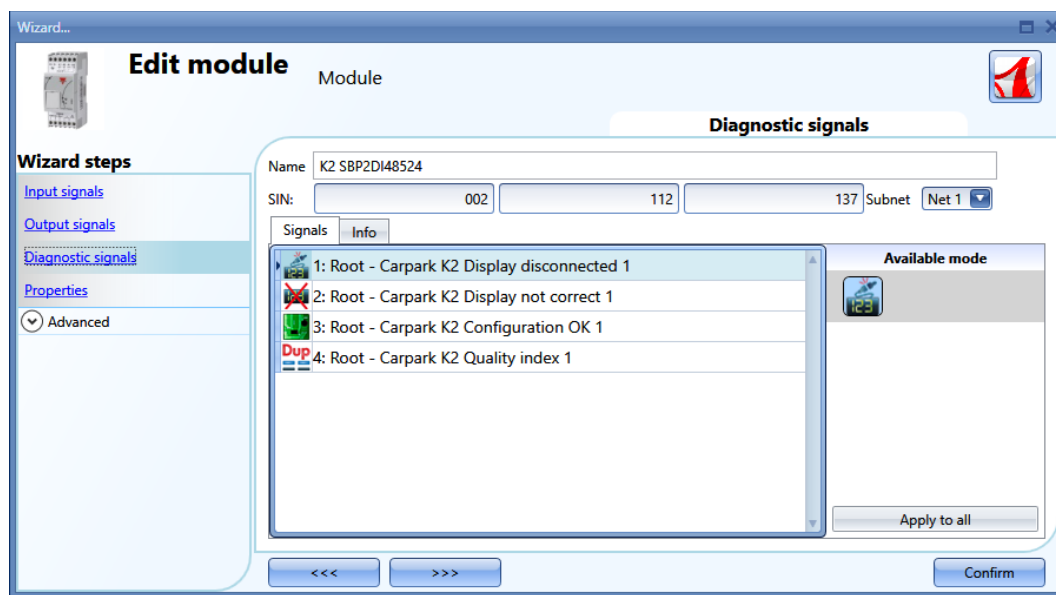 Wizard...
Edit module
Module
Diagnostic signals
Wizard steps
Input signals
Output signals
Diagnostic signals
Properties
Advanced
Name K2 SBP2DI48524
SIN: 002 112 137 Subnet Net 1
Signals Info
1: Root - Carpark K2 Display disconnected 1
2: Root - Carpark K2 Display not correct 1
3: Root - Carpark K2 Configuration OK 1
Dup 4: Root - Carpark K2 Quality index 1
Available mode
123
Apply to all
<<< >>> Confirm